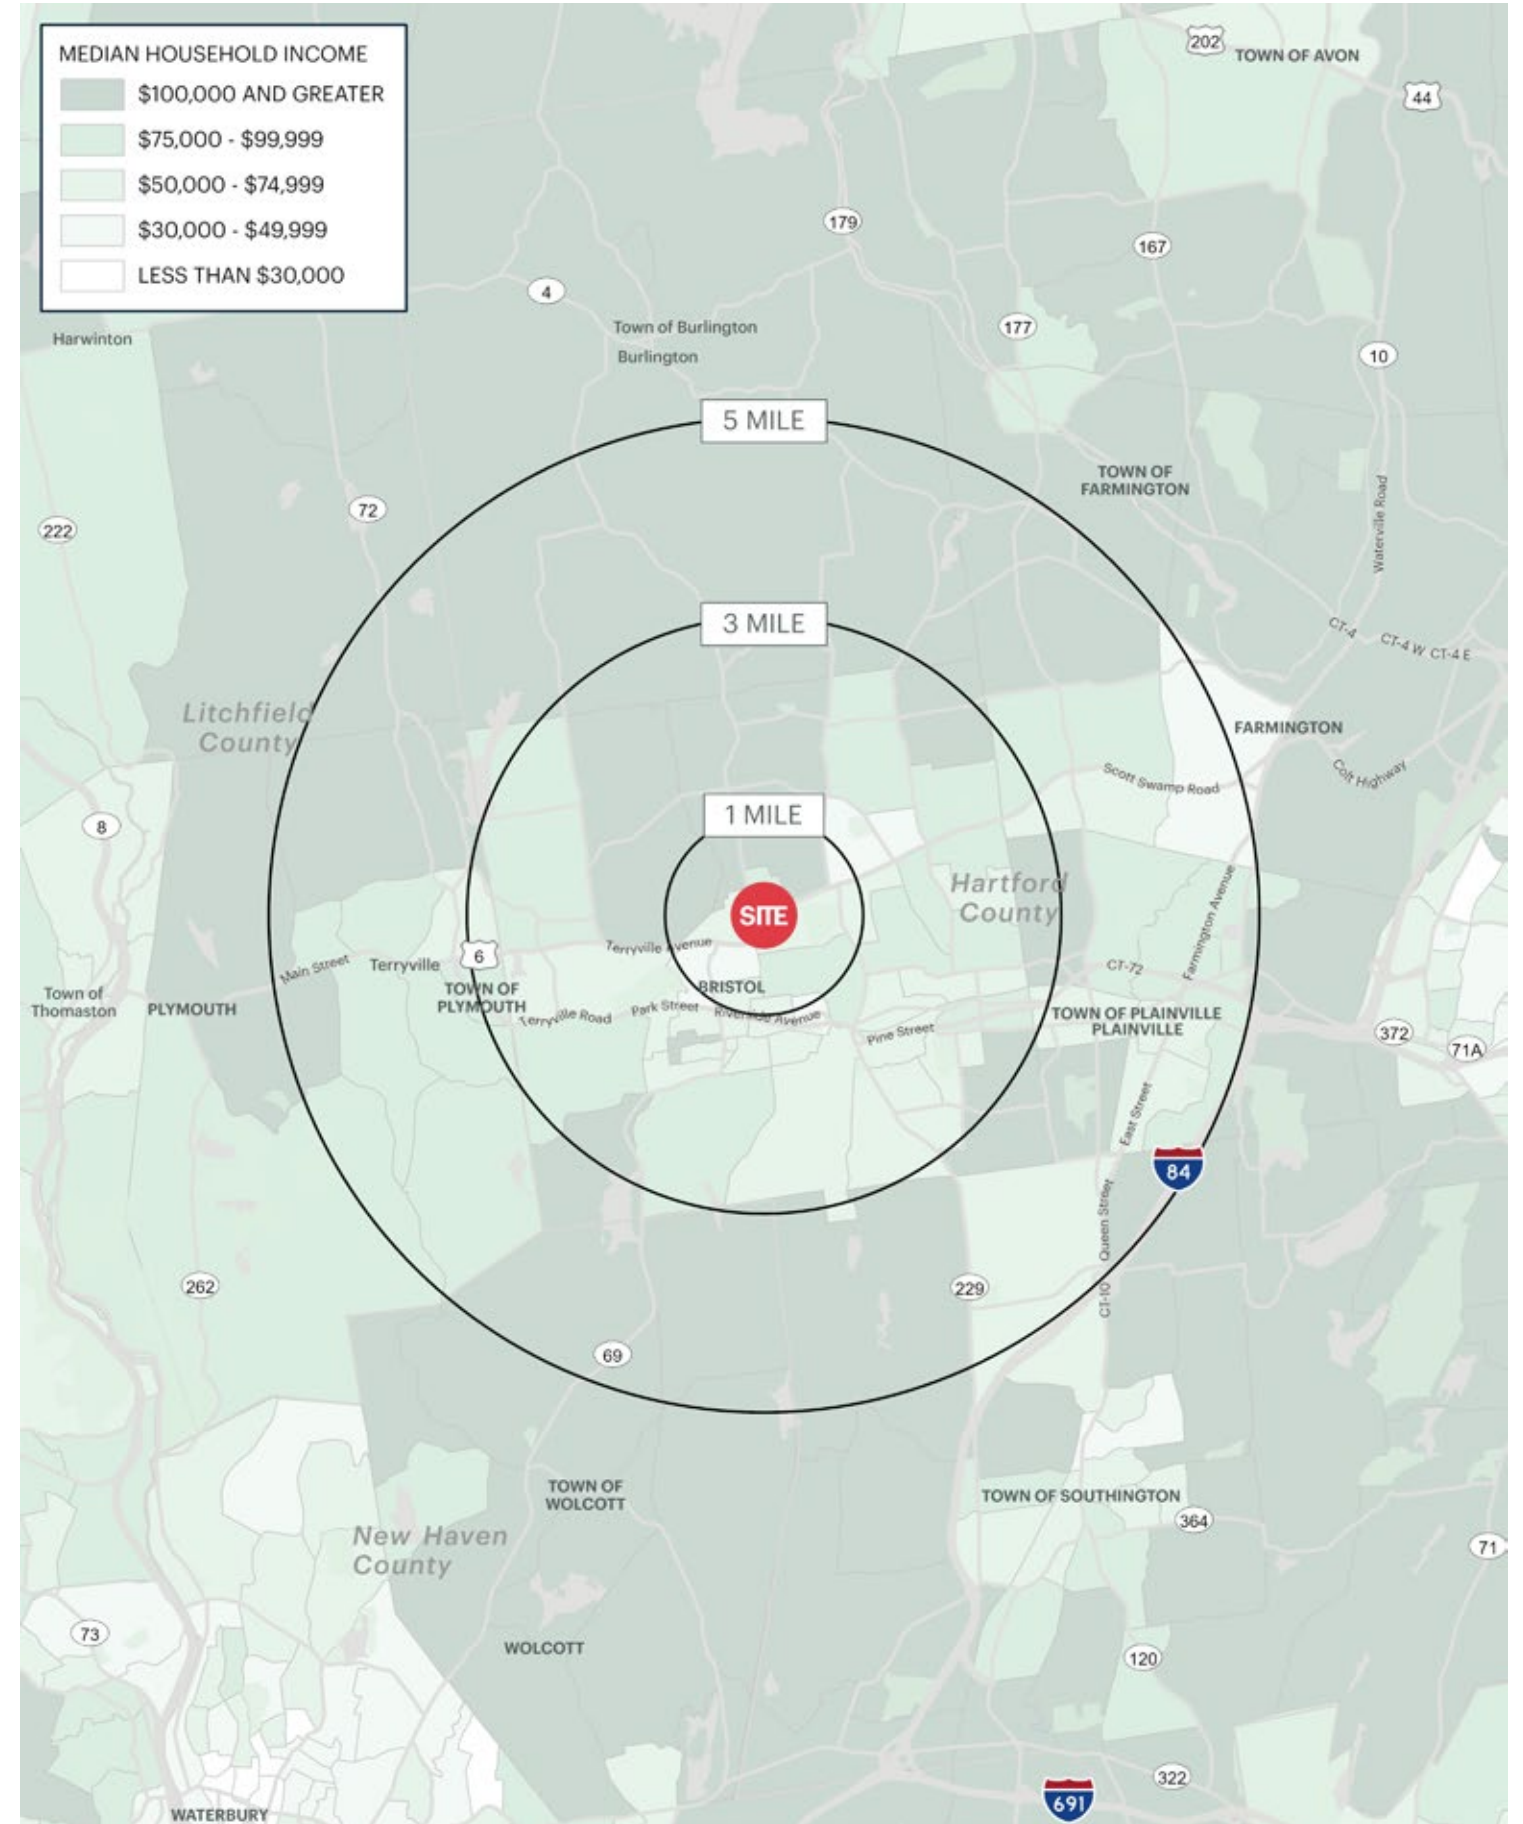 MEDIAN HOUSEHOLD INCOME
$100,000 AND GREATER
$75,000 - $99,999
$50,000 - $74,999
$30,000 - $49,999
LESS THAN $30,000
202
TOWN OF AVON
44
179
167
4
Town of Burlington
Burlington
177
Harwinton
10
5 MILE
TOWN OF
FARMINGTON
Waterville Road
72
222
3 MILE
CT-4
CT-4 W
CT-4 E
Litchfield
County
FARMINGTON
Scott Swamp Road
Colt Highway
1 MILE
8
Hartford
County
SITE
Farmington Avenue
Terryville Avenue
6
Main Street
Terryville
CT-72
BRISTOL
TOWN OF
PLYMOUTH
Town of
Thomaston
PLYMOUTH
Terryville Road
Park Street
Riverside Avenue
Pine Street
TOWN OF PLAINVILLE
PLAINVILLE
372
71A
East Street
84
Queen Street
262
229
CT-10
69
TOWN OF
WOLCOTT
TOWN OF SOUTHINGTON
364
New Haven
County
71
73
WOLCOTT
120
322
691
WATERBURY